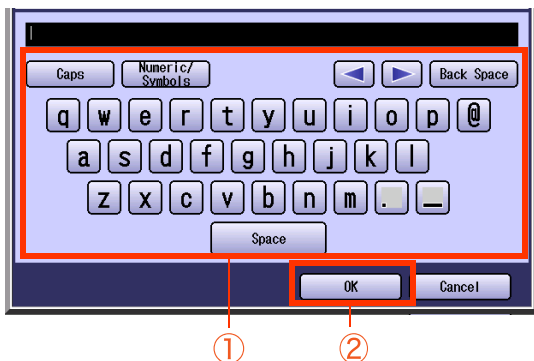 Caps Numeric/ Symbols Back Space
q w e r t y u i o p @
a s d f g h j k l
z x c v b n m . _
Space
OK Cancel
① ②